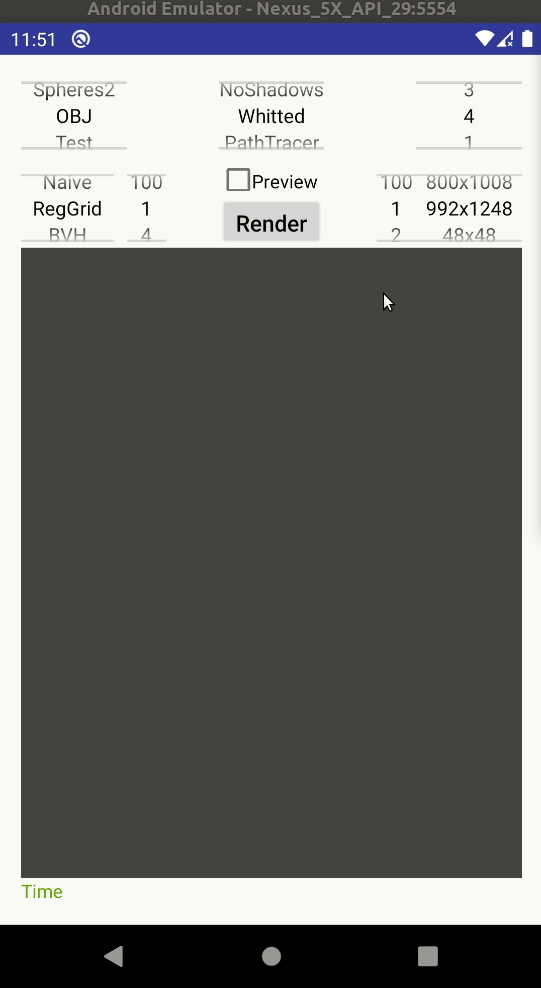 Android Emulator - Nexus_5X_API_29:5554
11:51
Spheres2 NoShadows 3
OBJ Whitted 4
Test PathTracer 1
Naive 100 Preview 100 800x1008
RegGrid 1 Render 1 992x1248
BVH 4 2 48x48
Time